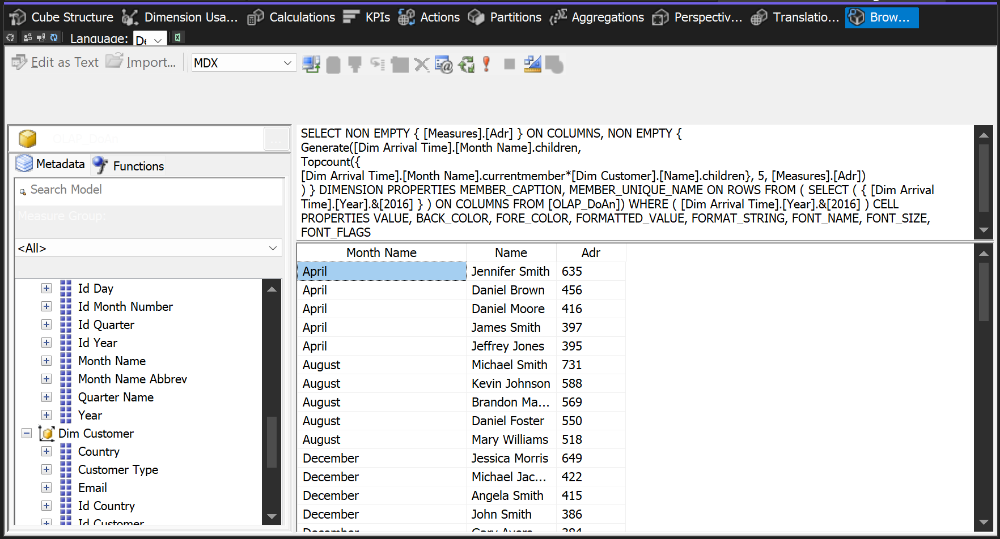 Cube Structure Dimension Usa... Calculations KPIs Actions Partitions Aggregations Perspectiv... Translatio... Brow...
Language: De
Edit as Text Import... MDX
OLAP_DoAn ...
Metadata Functions
Search Model
Measure Group:
<All>
Id Day
Id Month Number
Id Quarter
Id Year
Month Name
Month Name Abbrev
Quarter Name
Year
Dim Customer
Country
Customer Type
Email
Id Country
Id Customer
SELECT NON EMPTY { [Measures].[Adr] } ON COLUMNS, NON EMPTY {
Generate([Dim Arrival Time].[Month Name].children,
Topcount({
[Dim Arrival Time].[Month Name].currentmember*[Dim Customer].[Name].children}, 5, [Measures].[Adr])
) } DIMENSION PROPERTIES MEMBER_CAPTION, MEMBER_UNIQUE_NAME ON ROWS FROM ( SELECT ( { [Dim Arrival
Time].[Year].&[2016] } ) ON COLUMNS FROM [OLAP_DoAn]) WHERE ( [Dim Arrival Time].[Year].&[2016] ) CELL
PROPERTIES VALUE, BACK_COLOR, FORE_COLOR, FORMATTED_VALUE, FORMAT_STRING, FONT_NAME, FONT_SIZE,
FONT_FLAGS
Month Name Name Adr
April Jennifer Smith 635
April Daniel Brown 456
April Daniel Moore 416
April James Smith 397
April Jeffrey Jones 395
August Michael Smith 731
August Kevin Johnson 588
August Brandon Ma... 569
August Daniel Foster 550
August Mary Williams 518
December Jessica Morris 649
December Michael Jac... 422
December Angela Smith 415
December John Smith 386
December